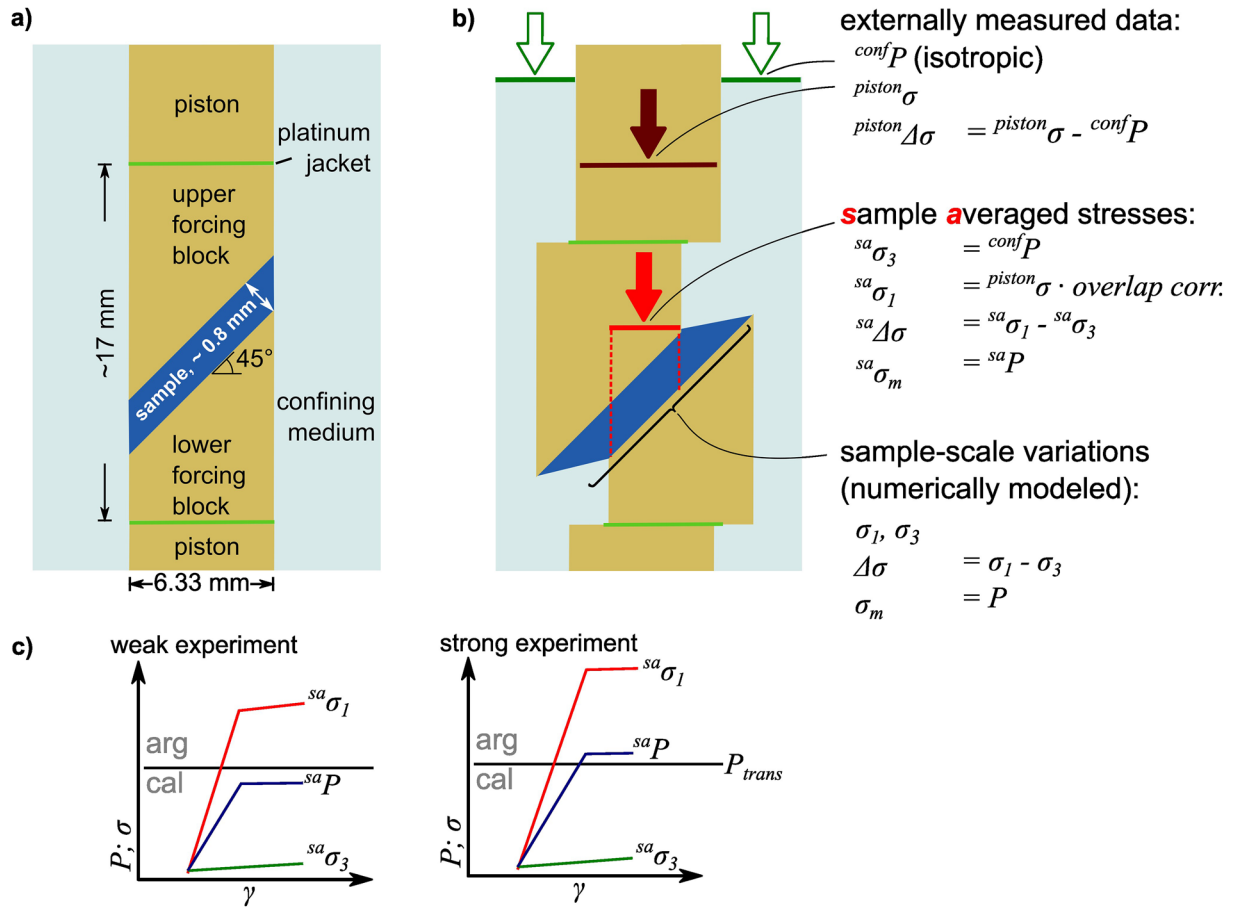 a)
piston
platinum
jacket
upper
forcing
block
~17 mm
sample, ~ 0.8 mm
45°
confining
medium
lower
forcing
block
piston
6.33 mm
b)
externally measured data:
confP (isotropic)
pistonσ
pistonΔσ = pistonσ - confP
sample averaged stresses:
saσ3 = confP
saσ1 = pistonσ · overlap corr.
saΔσ = saσ1 - saσ3
saσm = saP
sample-scale variations
(numerically modeled):
σ1, σ3
Δσ = σ1 - σ3
σm = P
c)
weak experiment
P; σ
arg
cal
saσ1
saP
saσ3
γ
strong experiment
P; σ
arg
cal
saσ1
saP
Ptrans
saσ3
γ